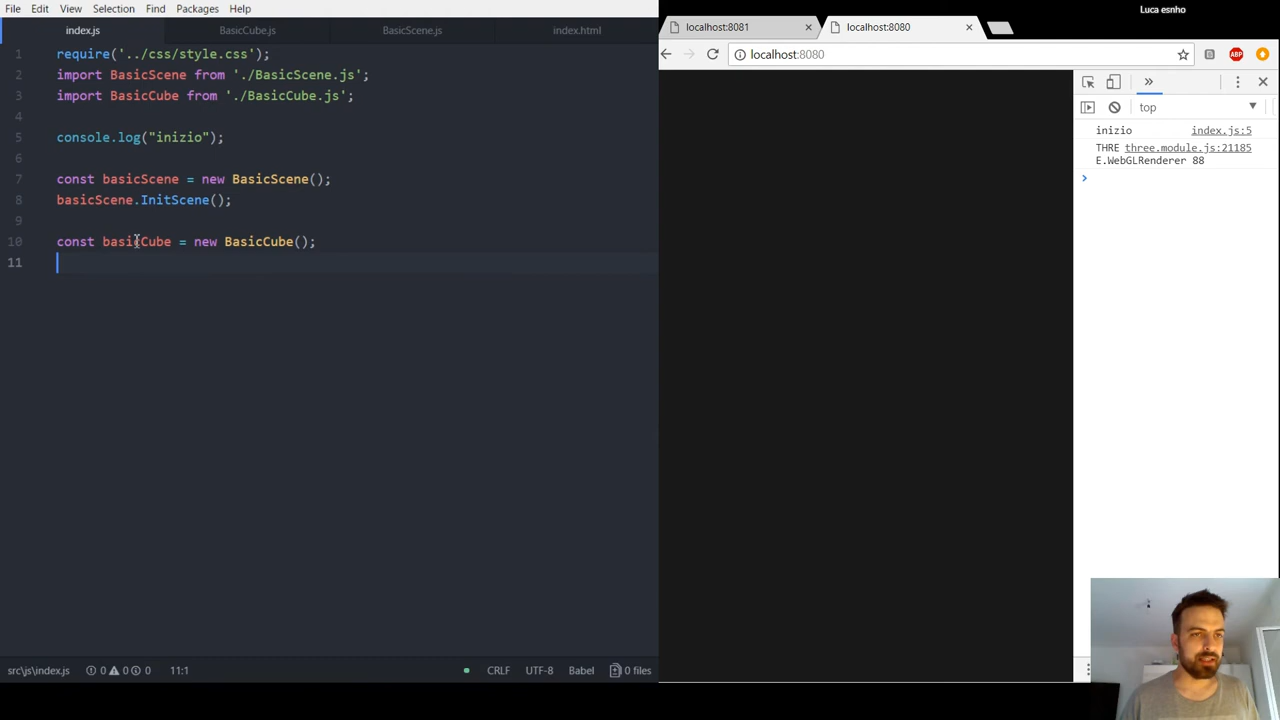 Luca esnho
File Edit View Selection Find Packages Help
index.js BasicCube.js BasicScene.js index.html
1 require('../css/style.css');
2 import BasicScene from './BasicScene.js';
3 import BasicCube from './BasicCube.js';
4
5 console.log("inizio");
6
7 const basicScene = new BasicScene();
8 basicScene.InitScene();
9
10 const basicCube = new BasicCube();
11
src\js\index.js 0 0 0 11:1 CRLF UTF-8 Babel 0 files
localhost:8081 localhost:8080
localhost:8080 ABP
top
inizio index.js:5
THRE three.module.js:21185
E.WebGLRenderer 88